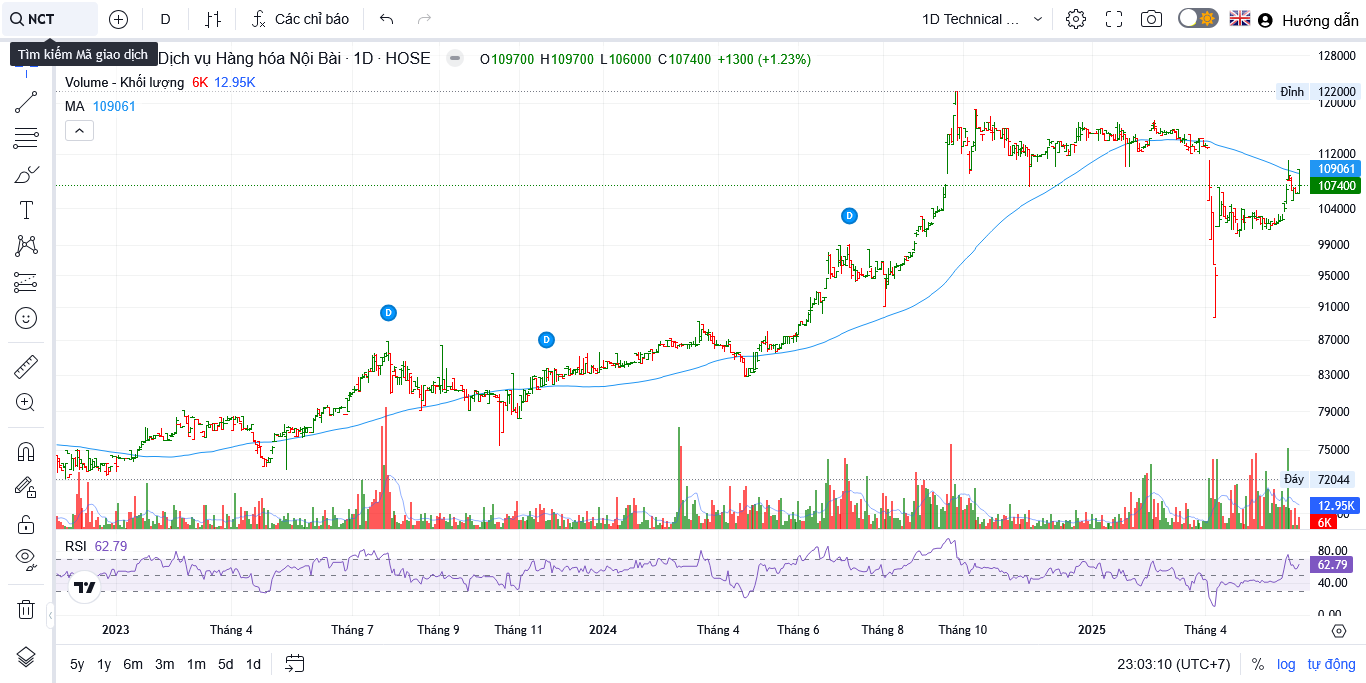 NCT
D
Các chỉ báo
1D Technical ...
Hướng dẫn
Tìm kiếm Mã giao dịch
Dịch vụ Hàng hóa Nội Bài · 1D · HOSE
O109700 H109700 L106000 C107400 +1300 (+1.23%)
Volume - Khối lượng 6K 12.95K
MA 109061
128000
Đỉnh 122000
120000
112000
109061
107400
104000
99000
95000
91000
87000
83000
79000
75000
Đáy 72044
12.95K
6K
D
D
D
RSI 62.79
80.00
62.79
40.00
0.00
2023 Tháng 4 Tháng 7 Tháng 9 Tháng 11 2024 Tháng 4 Tháng 6 Tháng 8 Tháng 10 2025 Tháng 4
5y 1y 6m 3m 1m 5d 1d
23:03:10 (UTC+7) % log tự động